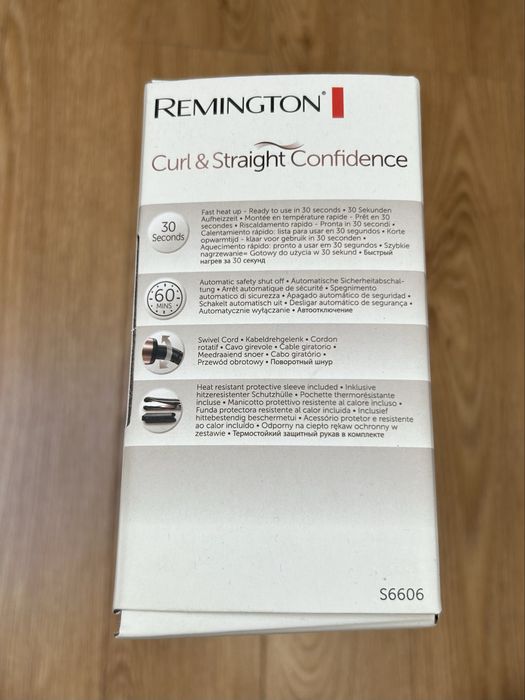 REMINGTON®
Curl & Straight Confidence
30
Seconds
Fast heat up - Ready to use in 30 seconds • 30 Sekunden
Aufheizzeit • Montée en température rapide - Prêt en 30
secondes • Riscaldamento rapido - Pronta in 30 secondi •
Calentamiento rápido: lista para usar en 30 segundos • Korte
opwarmtijd - klaar voor gebruik in 30 seconden •
Aquecimento rápido: pronto a usar em 30 segundos • Szybkie
nagrzewanie= Gotowy do użycia w 30 sekund • Быстрый
нагрев за 30 секунд
60
MINS
Automatic safety shut off • Automatische Sicherheitabschal-
tung • Arrêt automatique de sécurité • Spegnimento
automatico di sicurezza • Apagado automático de seguridad •
Schakelt automatisch uit • Desligar automático de segurança •
Automatycznie wyłączanie • Автоотключение
Swivel Cord • Kabeldrehgelenk • Cordon
rotatif • Cavo girevole • Cable giratorio •
Meedraaiend snoer • Cabo giratório •
Przewód obrotowy • Поворотный шнур
Heat resistant protective sleeve included • Inklusive
hitzeresistenter Schutzhülle • Pochette thermorésistante
incluse • Manicotto protettivo resistente al calore incluso •
Funda protectora resistente al calor incluida • Inclusief
hittebestendig beschermetui • Acessório protetor e resistente
ao calor incluído • Odporny na ciepło rękaw ochronny w
zestawie • Термостойкий защитный рукав в комплекте
S6606